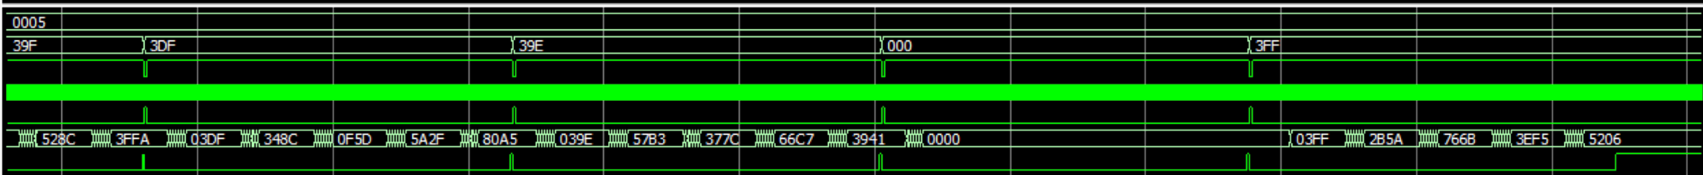 0005
39F 3DF 39E 000 3FF
528C 3FFA 03DF 348C 0F5D 5A2F 80A5 039E 57B3 377C 66C7 3941 0000 03FF 2B5A 766B 3EF5 5206